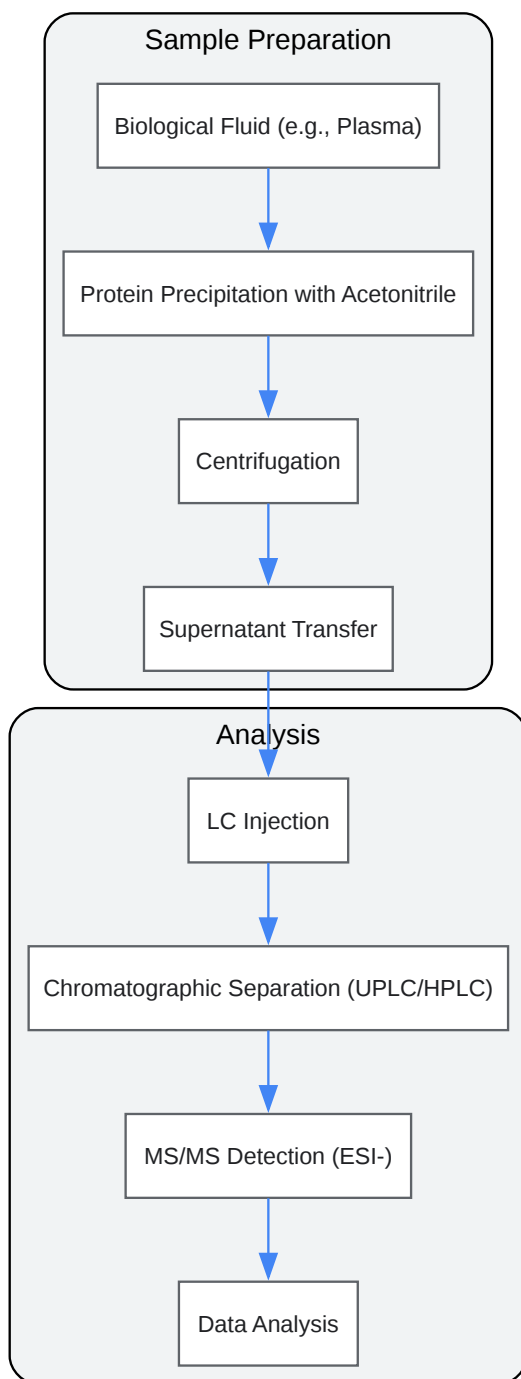 Sample Preparation
Biological Fluid (e.g., Plasma)
Protein Precipitation with Acetonitrile
Centrifugation
Supernatant Transfer
Analysis
LC Injection
Chromatographic Separation (UPLC/HPLC)
MS/MS Detection (ESI-)
Data Analysis